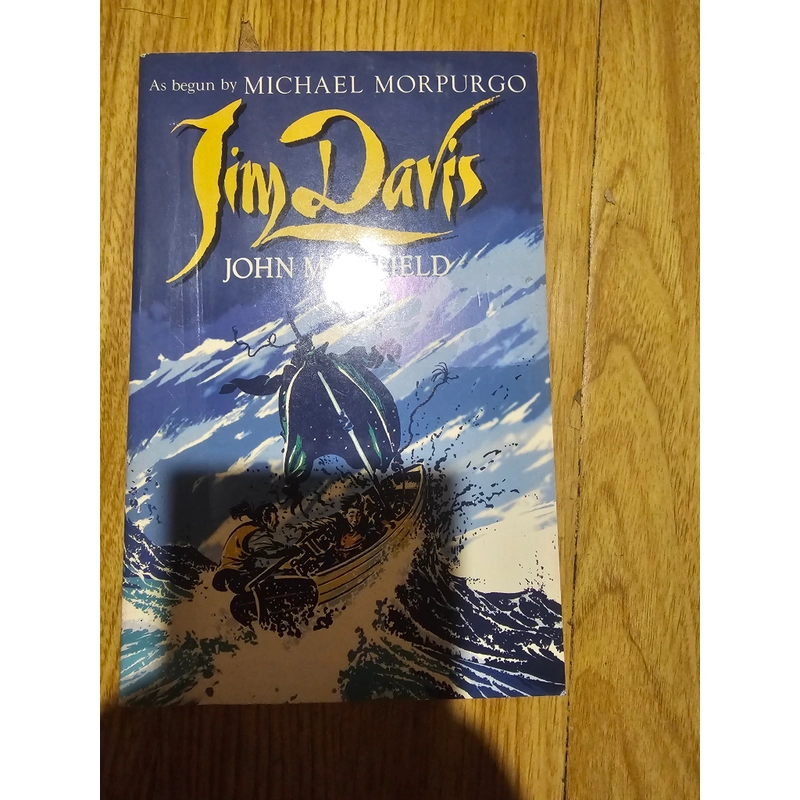 As begun by MICHAEL MORPURGO
Jim Davis
JOHN